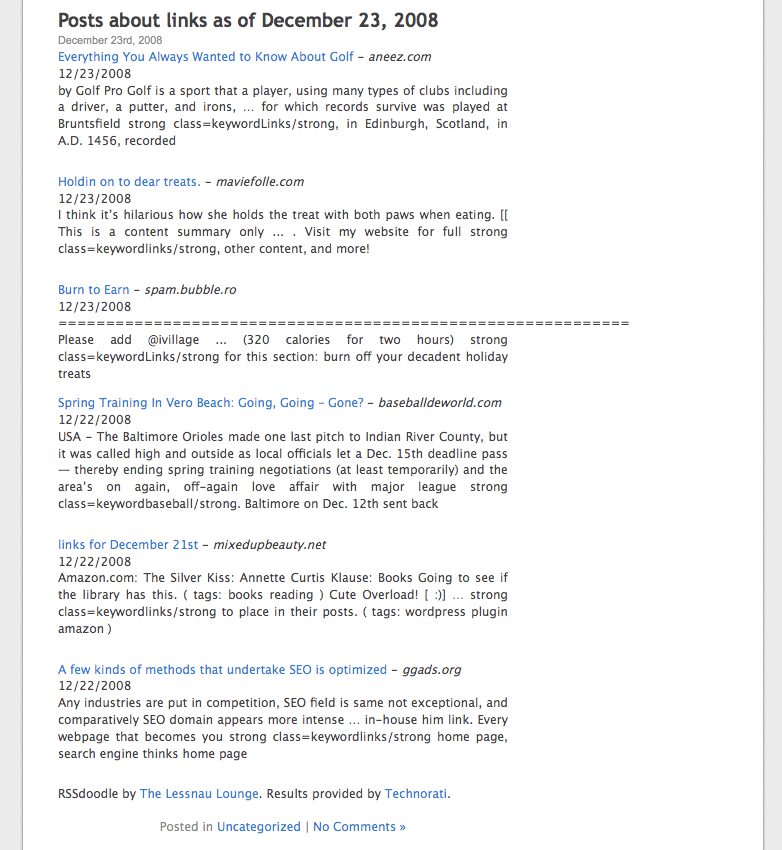 Posts about links as of December 23, 2008
December 23rd, 2008
Everything You Always Wanted to Know About Golf – aneez.com
12/23/2008
by Golf Pro Golf is a sport that a player, using many types of clubs including
a driver, a putter, and irons, ... for which records survive was played at
Bruntsfield strong class=keywordLinks/strong, in Edinburgh, Scotland, in
A.D. 1456, recorded
Holdin on to dear treats. – maviefolle.com
12/23/2008
I think it's hilarious how she holds the treat with both paws when eating. [[
This is a content summary only ... . Visit my website for full strong
class=keywordlinks/strong, other content, and more!
Burn to Earn – spam.bubble.ro
12/23/2008
============================================================
Please add @ivillage ... (320 calories for two hours) strong
class=keywordLinks/strong for this section: burn off your decadent holiday
treats
Spring Training In Vero Beach: Going, Going – Gone? – baseballdeworld.com
12/22/2008
USA – The Baltimore Orioles made one last pitch to Indian River County, but
it was called high and outside as local officials let a Dec. 15th deadline pass
— thereby ending spring training negotiations (at least temporarily) and the
area's on again, off-again love affair with major league strong
class=keywordbaseball/strong. Baltimore on Dec. 12th sent back
links for December 21st – mixedupbeauty.net
12/22/2008
Amazon.com: The Silver Kiss: Annette Curtis Klause: Books Going to see if
the library has this. ( tags: books reading ) Cute Overload! [ :)] ... strong
class=keywordlinks/strong to place in their posts. ( tags: wordpress plugin
amazon )
A few kinds of methods that undertake SEO is optimized – ggads.org
12/22/2008
Any industries are put in competition, SEO field is same not exceptional, and
comparatively SEO domain appears more intense ... in-house him link. Every
webpage that becomes you strong class=keywordlinks/strong home page,
search engine thinks home page
RSSdoodle by The Lessnau Lounge. Results provided by Technorati.
Posted in Uncategorized | No Comments »